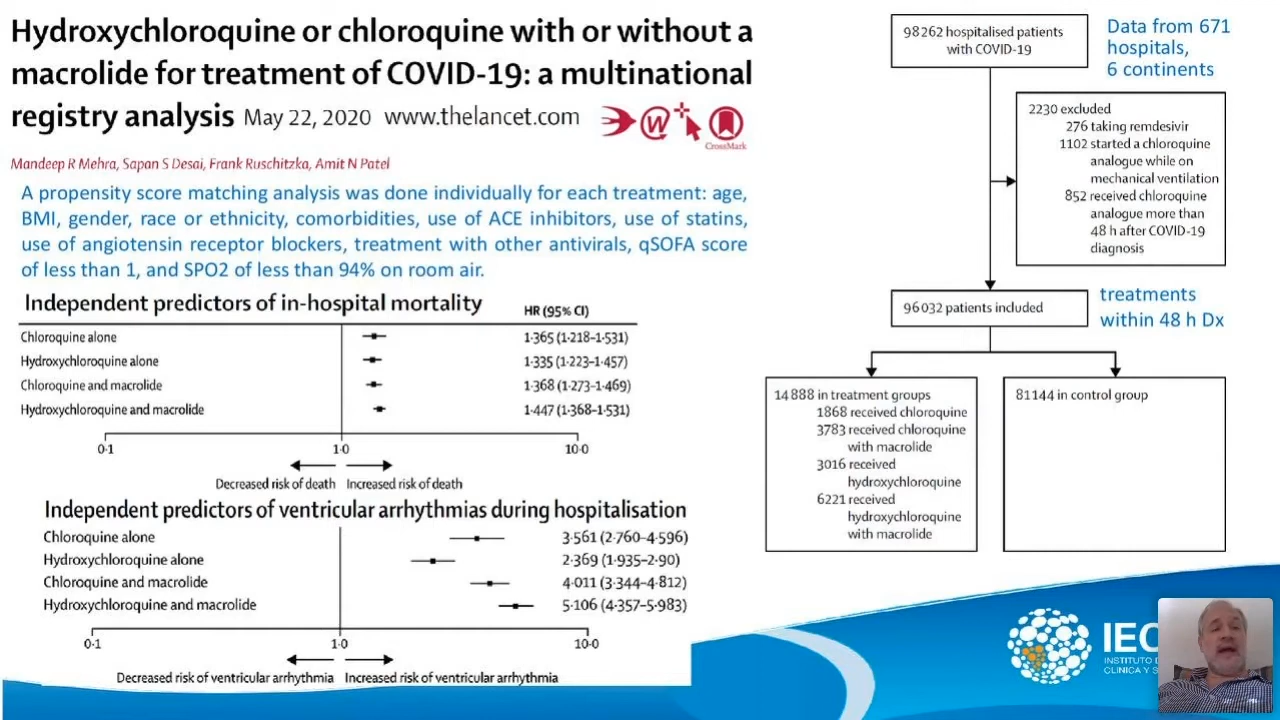 Hydroxychloroquine or chloroquine with or without a
macrolide for treatment of COVID-19: a multinational
registry analysis May 22, 2020 www.thelancet.com
W
CrossMark
Mandeep R Mehra, Sapan S Desai, Frank Ruschitzka, Amit N Patel
A propensity score matching analysis was done individually for each treatment: age,
BMI, gender, race or ethnicity, comorbidities, use of ACE inhibitors, use of statins,
use of angiotensin receptor blockers, treatment with other antivirals, qSOFA score
of less than 1, and SPO2 of less than 94% on room air.
Independent predictors of in-hospital mortality
HR (95% CI)
Chloroquine alone 1·365 (1·218–1·531)
Hydroxychloroquine alone 1·335 (1·223–1·457)
Chloroquine and macrolide 1·368 (1·273–1·469)
Hydroxychloroquine and macrolide 1·447 (1·368–1·531)
0·1 1·0 10·0
Decreased risk of death Increased risk of death
Independent predictors of ventricular arrhythmias during hospitalisation
Chloroquine alone 3·561 (2·760–4·596)
Hydroxychloroquine alone 2·369 (1·935–2·90)
Chloroquine and macrolide 4·011 (3·344–4·812)
Hydroxychloroquine and macrolide 5·106 (4·357–5·983)
0·1 1·0 10·0
Decreased risk of ventricular arrhythmia Increased risk of ventricular arrhythmia
98 262 hospitalised patients
with COVID-19
Data from 671
hospitals,
6 continents
2230 excluded
276 taking remdesivir
1102 started a chloroquine
analogue while on
mechanical ventilation
852 received chloroquine
analogue more than
48 h after COVID-19
diagnosis
96 032 patients included
treatments
within 48 h Dx
14 888 in treatment groups
1868 received chloroquine
3783 received chloroquine
with macrolide
3016 received
hydroxychloroquine
6221 received
hydroxychloroquine
with macrolide
81 144 in control group
IEC
INSTITUTO D
CLÍNICA Y S